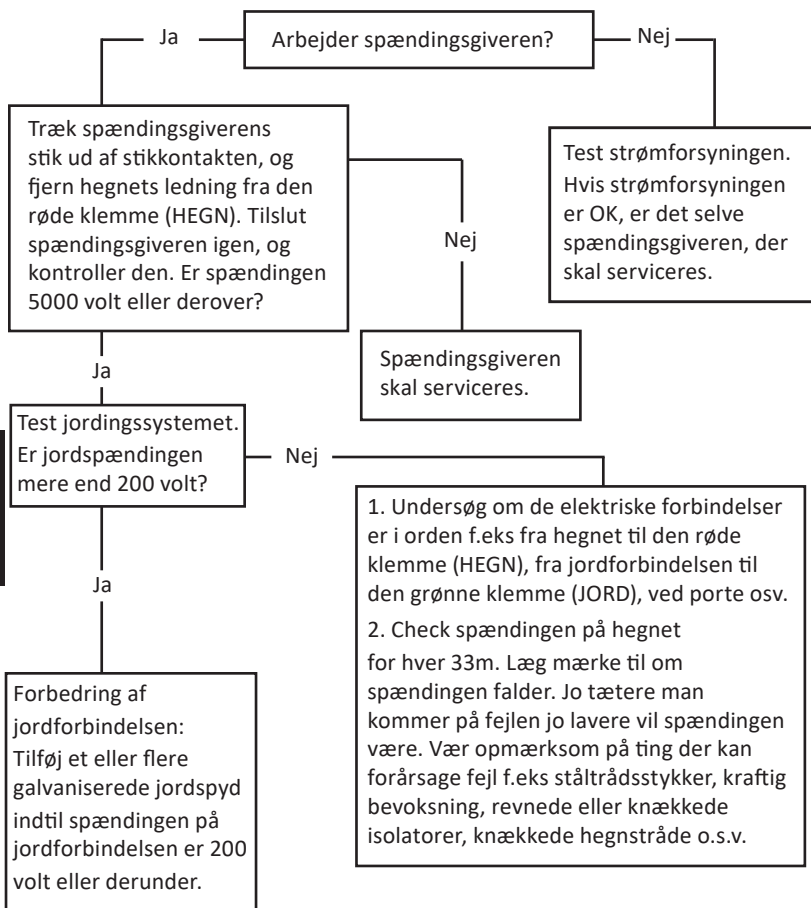 Ja
Arbejder spændingsgiveren?
Nej
Træk spændingsgiverens
stik ud af stikkontakten, og
fjern hegnets ledning fra den
røde klemme (HEGN). Tilslut
spændingsgiveren igen, og
kontroller den. Er spændingen
5000 volt eller derover?
Nej
Test strømforsyningen.
Hvis strømforsyningen
er OK, er det selve
spændingsgiveren, der
skal serviceres.
Spændingsgiveren
skal serviceres.
Ja
Test jordingssystemet.
Er jordspændingen
mere end 200 volt?
Nej
1. Undersøg om de elektriske forbindelser
er i orden f.eks fra hegnet til den røde
klemme (HEGN), fra jordforbindelsen til
den grønne klemme (JORD), ved porte osv.
2. Check spændingen på hegnet
for hver 33m. Læg mærke til om
spændingen falder. Jo tættere man
kommer på fejlen jo lavere vil spændingen
være. Vær opmærksom på ting der kan
forårsage fejl f.eks ståltrådsstykker, kraftig
bevoksning, revnede eller knækkede
isolatorer, knækkede hegnstråde o.s.v.
Ja
Forbedring af
jordforbindelsen:
Tilføj et eller flere
galvaniserede jordspyd
indtil spændingen på
jordforbindelsen er 200
volt eller derunder.